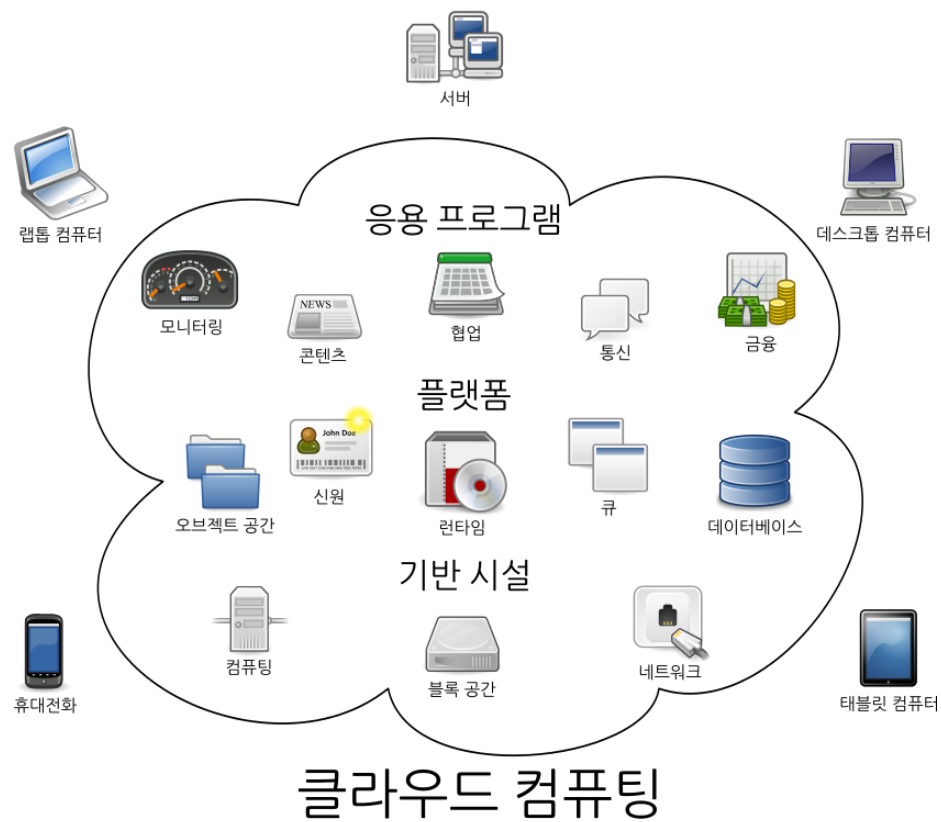 서버
랩톱 컴퓨터
데스크톱 컴퓨터
응용 프로그램
모니터링
NEWS
콘텐츠
협업
통신
금융
플랫폼
John Doe
오브젝트 공간
신원
런타임
큐
데이터베이스
기반 시설
컴퓨팅
블록 공간
네트워크
휴대전화
태블릿 컴퓨터
클라우드 컴퓨팅